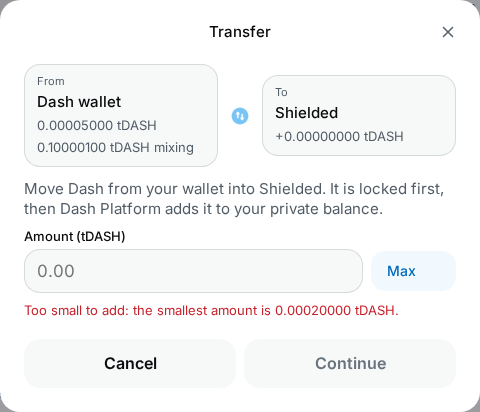 Transfer
From
Dash wallet
0.00005000 tDASH
0.10000100 tDASH mixing
To
Shielded
+0.00000000 tDASH
Move Dash from your wallet into Shielded. It is locked first,
then Dash Platform adds it to your private balance.
Amount (tDASH)
0.00
Max
Too small to add: the smallest amount is 0.00020000 tDASH.
Cancel
Continue